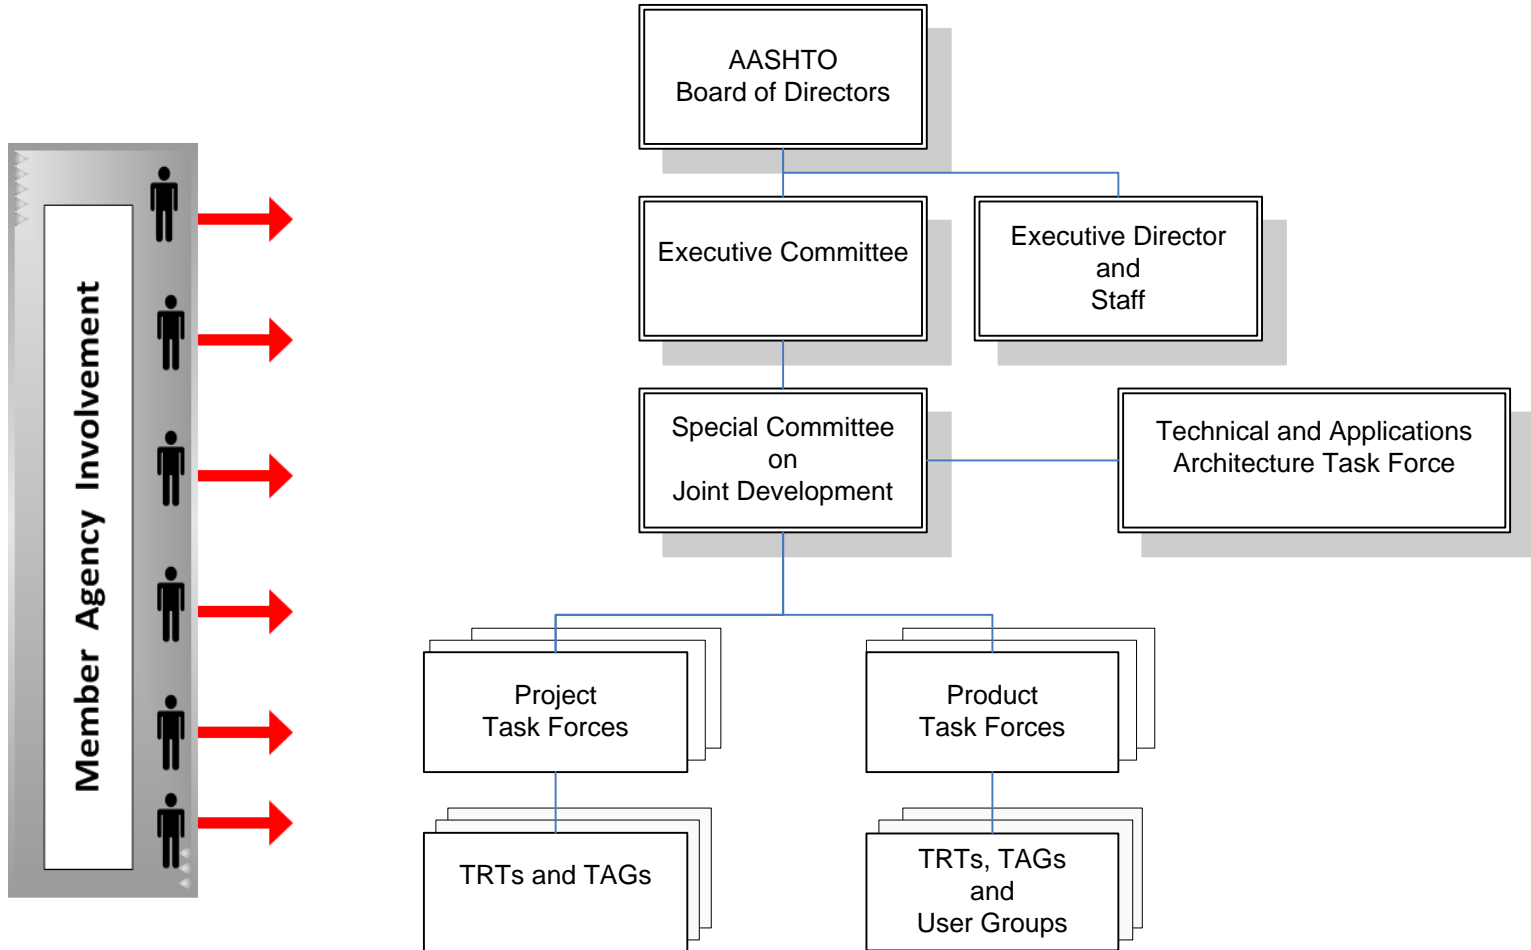 AASHTO
Board of Directors
Executive Committee
Executive Director
and
Staff
Member Agency Involvement
Special Committee
on
Joint Development
Technical and Applications
Architecture Task Force
Project
Task Forces
Product
Task Forces
TRTs and TAGs
TRTs, TAGs
and
User Groups